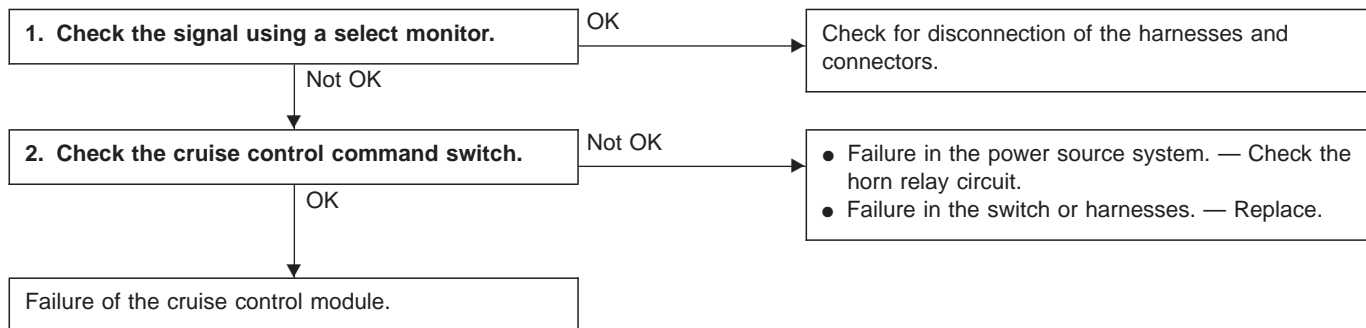 1. Check the signal using a select monitor.
OK
Check for disconnection of the harnesses and
connectors.
Not OK
2. Check the cruise control command switch.
Not OK
● Failure in the power source system. — Check the
horn relay circuit.
● Failure in the switch or harnesses. — Replace.
OK
Failure of the cruise control module.